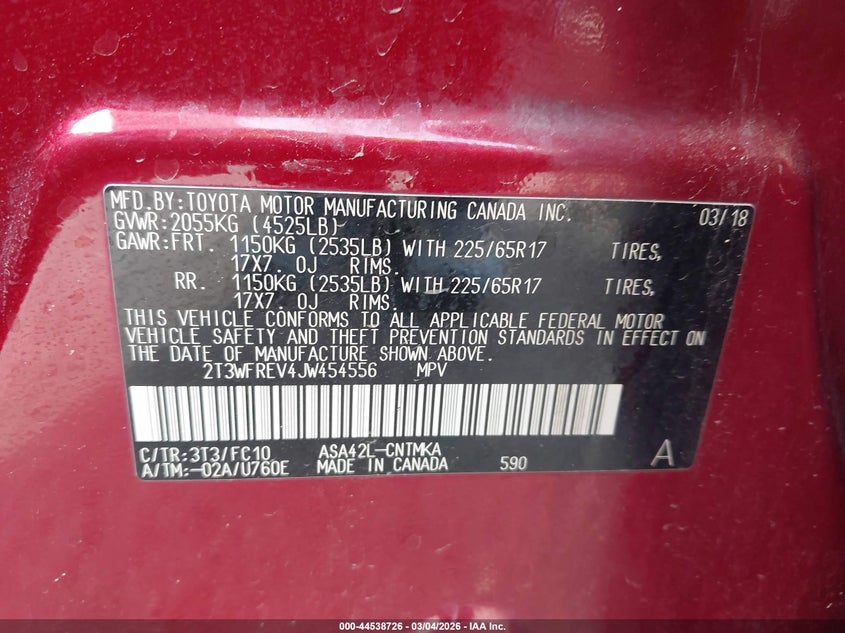 MFD.BY:TOYOTA MOTOR MANUFACTURING CANADA INC. 03/18
GVWR:2055KG (4525LB)
GAWR:FRT. 1150KG (2535LB) WITH 225/65R17 TIRES,
17X7. 0J RIMS.
RR. 1150KG (2535LB) WITH 225/65R17 TIRES,
17X7. 0J RIMS.
THIS VEHICLE CONFORMS TO ALL APPLICABLE FEDERAL MOTOR
VEHICLE SAFETY AND THEFT PREVENTION STANDARDS IN EFFECT ON
THE DATE OF MANUFACTURE SHOWN ABOVE.
2T3WFREV4JW454556 MPV
C/TR:3T3/FC10 ASA42L-CNTMKA
A/TM:-02A/U760E MADE IN CANADA 590 A
000-44538726 - 03/04/2026 - IAA Inc.